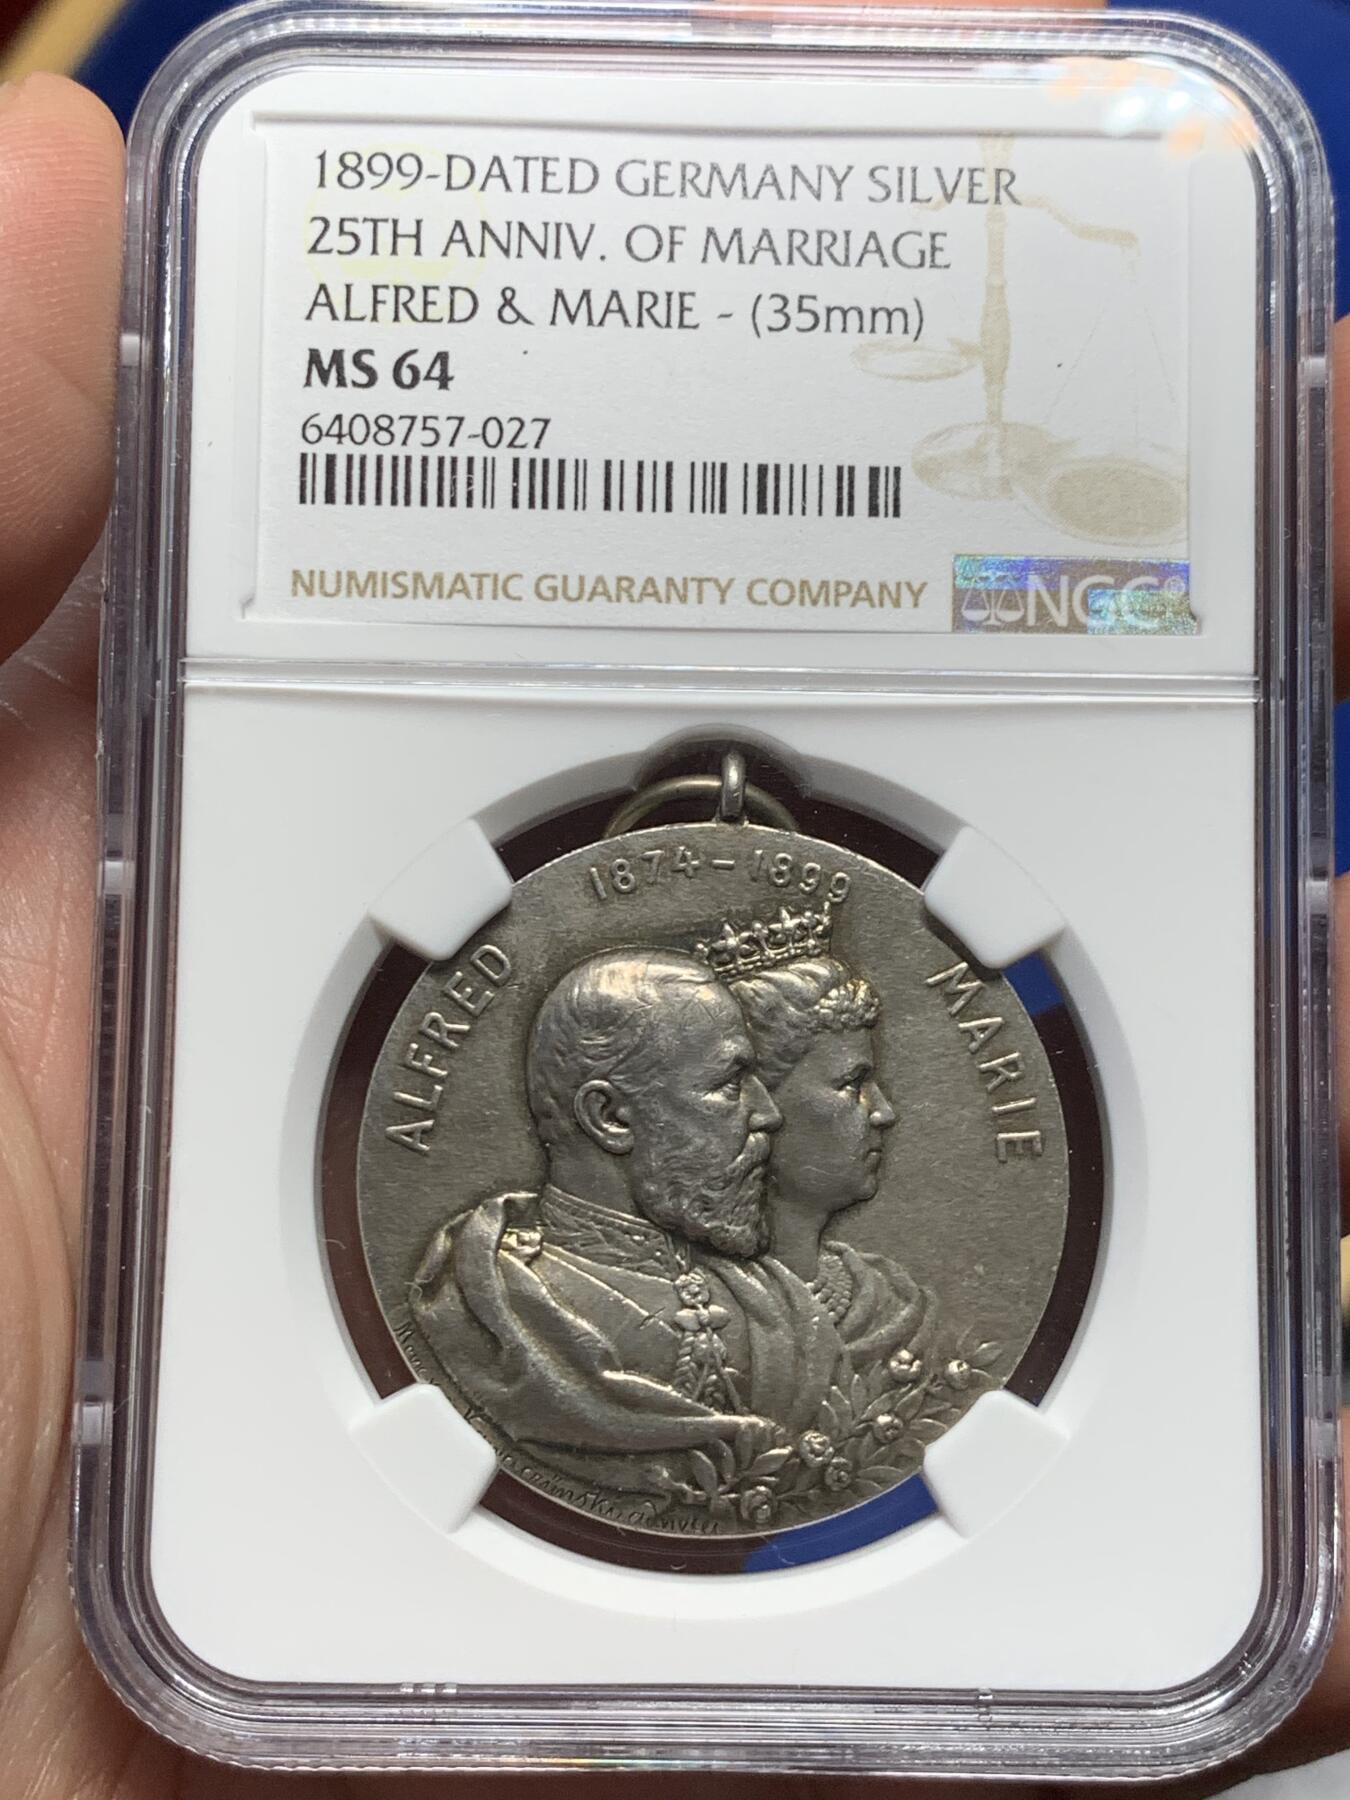 1899-DATED GERMANY SILVER
25TH ANNIV. OF MARRIAGE
ALFRED & MARIE - (35mm)
MS 64
6408757-027
NUMISMATIC GUARANTY COMPANY
NGC®
1874-1899
ALFRED
MARIE